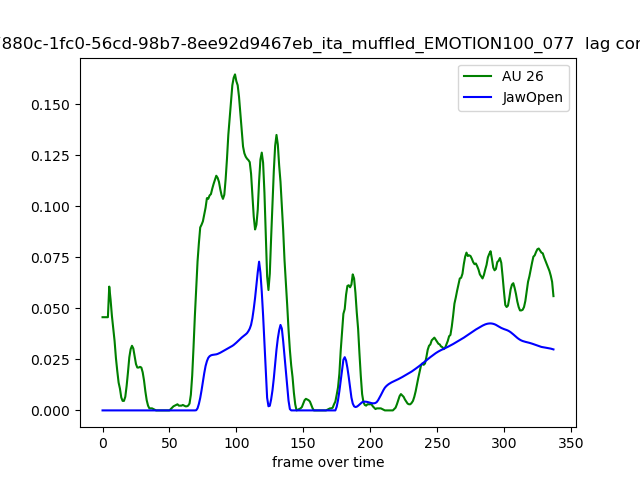 880c-1fc0-56cd-98b7-8ee92d9467eb_ita_muffled_EMOTION100_077 lag
AU 26
JawOpen
0.150
0.125
0.100
0.075
0.050
0.025
0.000
0 50 100 150 200 250 300 350
frame over time